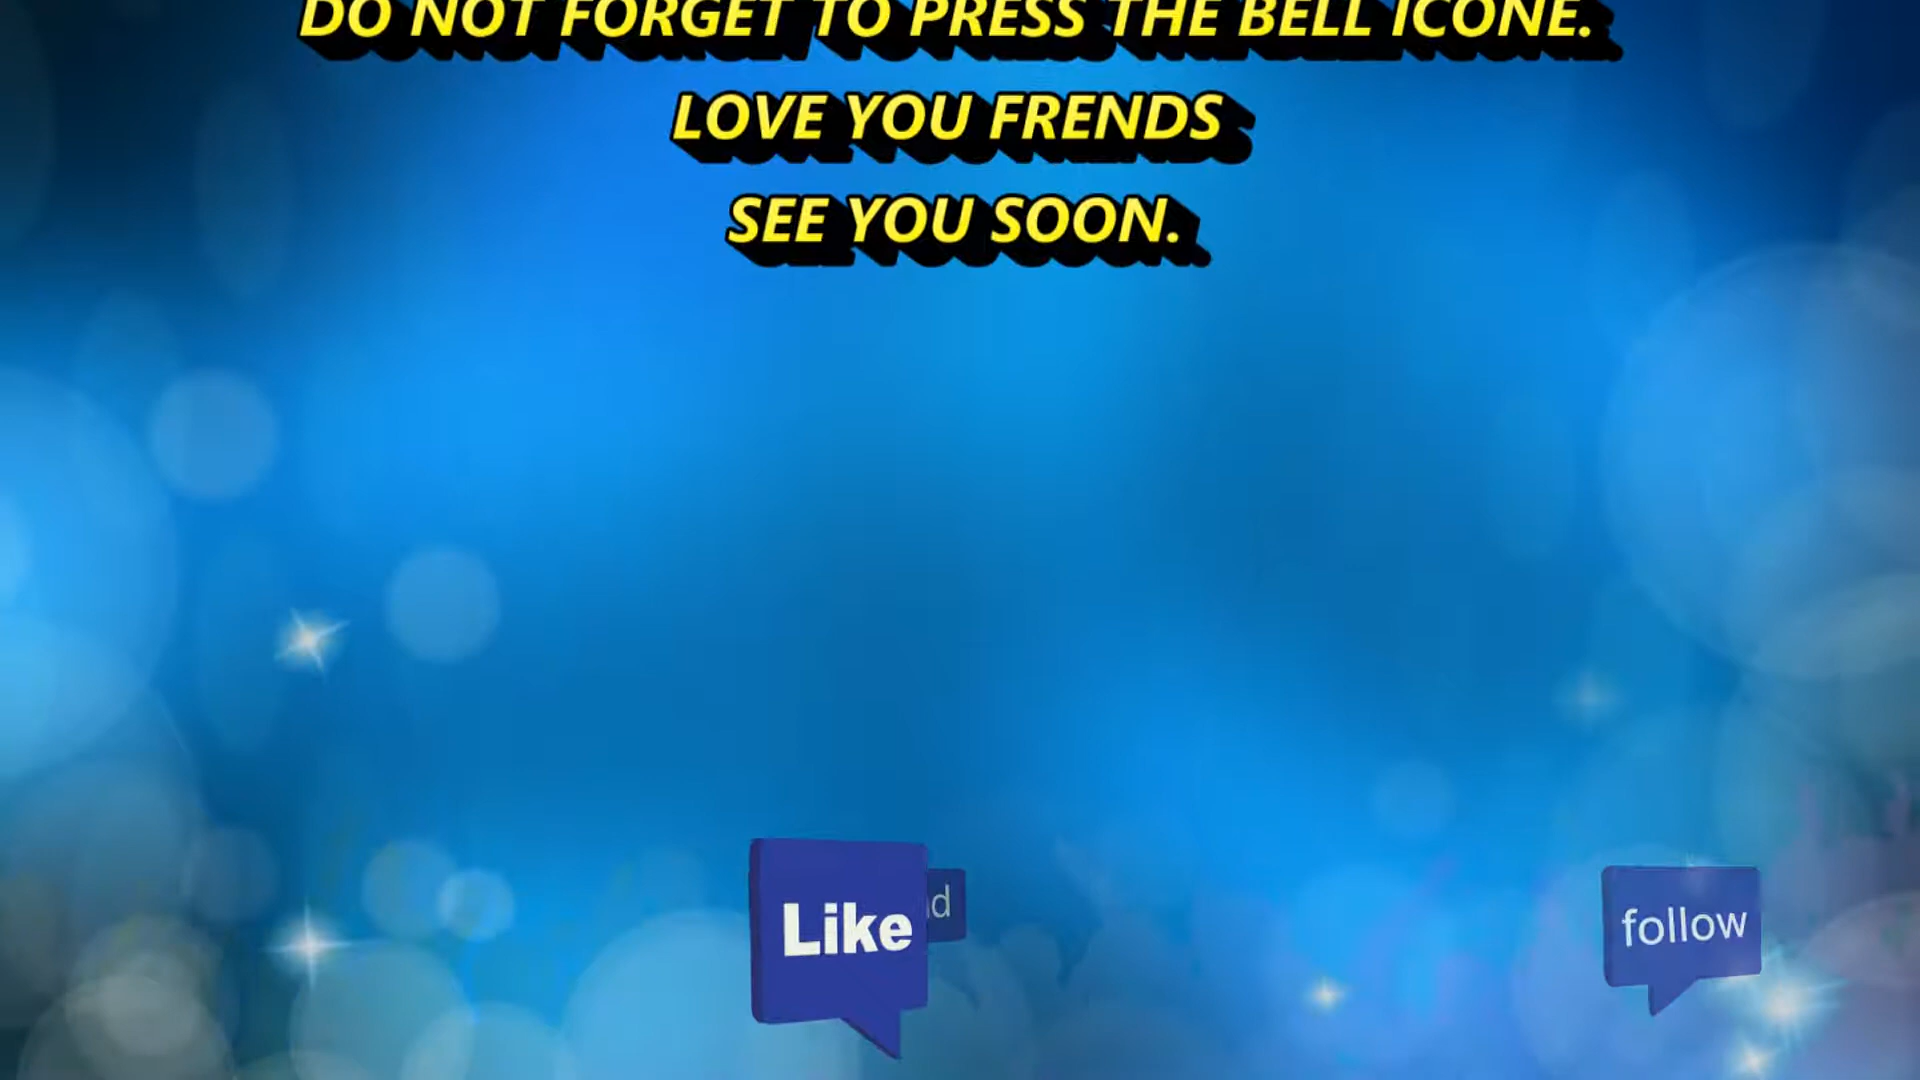 DO NOT FORGET TO PRESS THE BELL ICONE.
LOVE YOU FRENDS
SEE YOU SOON.
Like
follow